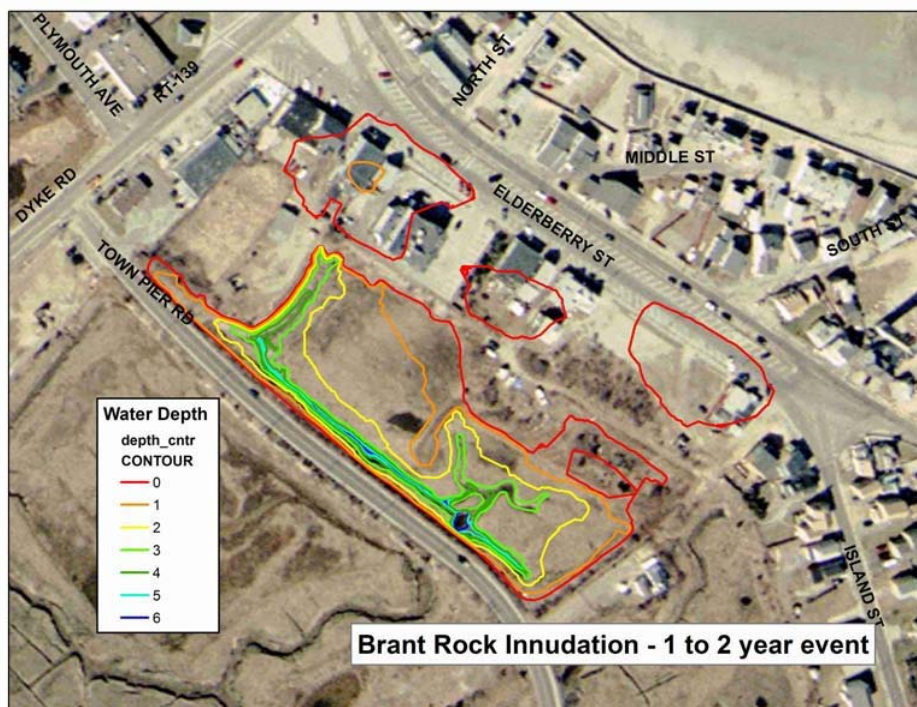 PLYMOUTH AVE
RT-139
NORTH ST
MIDDLE ST
DYKE RD
ELDERBERRY ST
SOUTH ST
TOWN PIER RD
Water Depth
depth_cntr
CONTOUR
0
1
2
3
4
5
6
ISLAND ST
Brant Rock Innudation - 1 to 2 year event